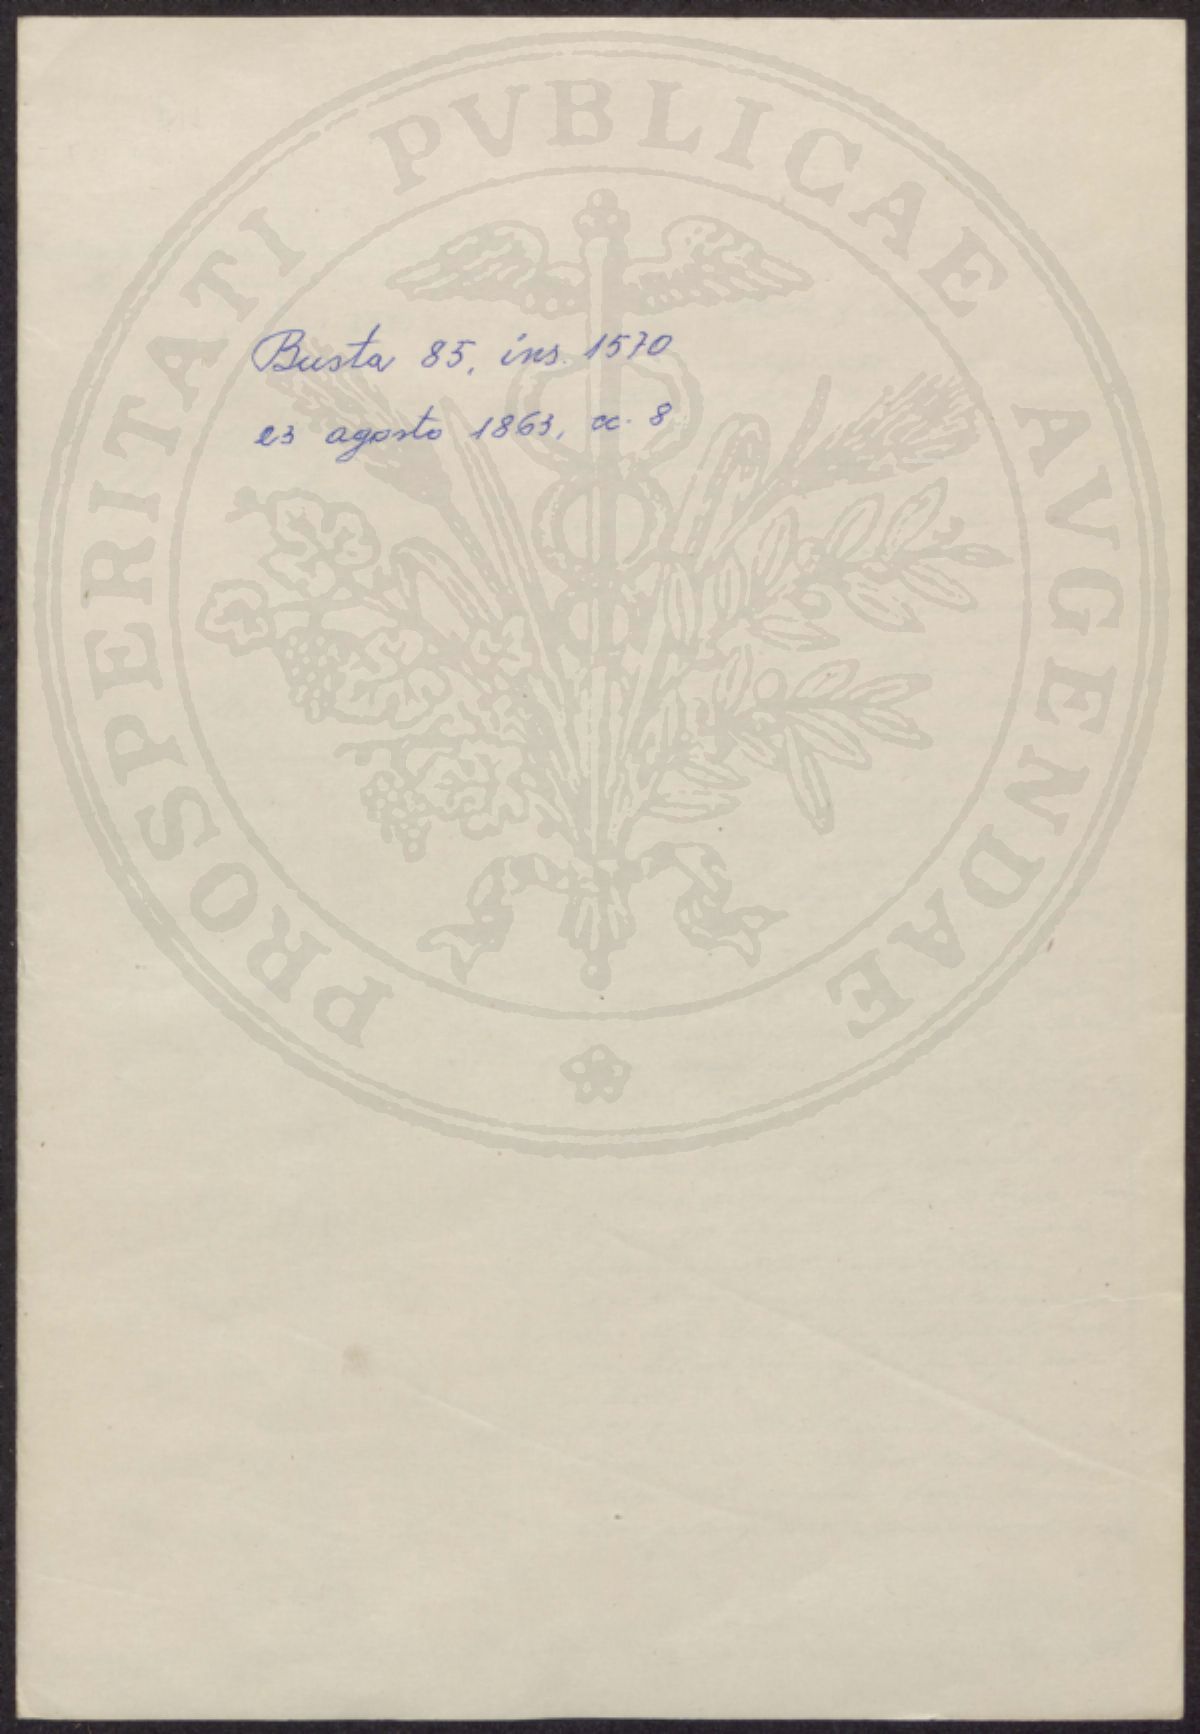 PROSPERITATI PVBLICAE AVGENDAE
Busta 85, ins. 1570
23 agosto 1863, cc. 8